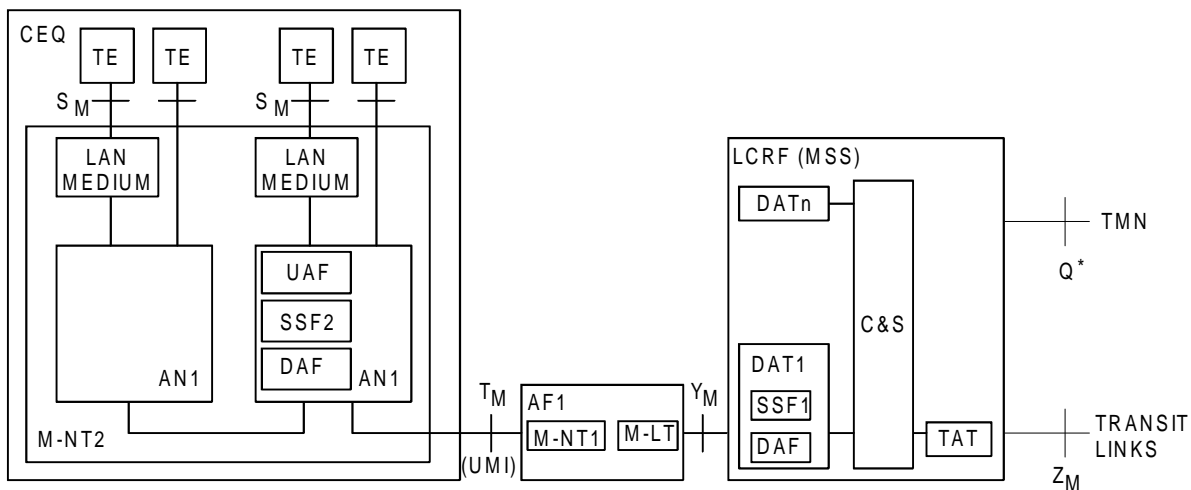 CEQ
TE TE TE TE
S M S M
LAN
MEDIUM
LAN
MEDIUM
UAF
SSF2
DAF
AN1 AN1
M-NT2
T M
(UMI)
AF1
M-NT1 M-LT
Y M
LCRF (MSS)
DATn
C&S
DAT1
SSF1
DAF
TAT
TMN
Q*
TRANSIT
LINKS
Z M